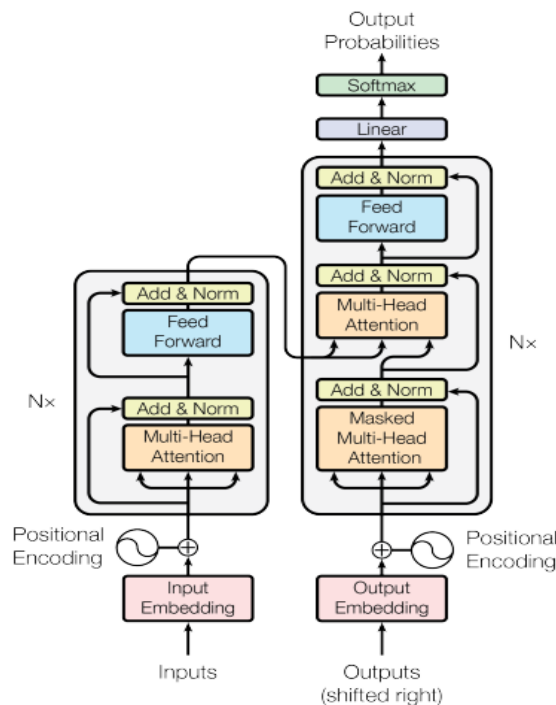 Output
Probabilities
Softmax
Linear
Add & Norm
Feed
Forward
Add & Norm
Multi-Head
Attention
Nx
Add & Norm
Masked
Multi-Head
Attention
Add & Norm
Feed
Forward
Nx
Add & Norm
Multi-Head
Attention
Positional
Encoding
Positional
Encoding
Input
Embedding
Output
Embedding
Inputs
Outputs
(shifted right)